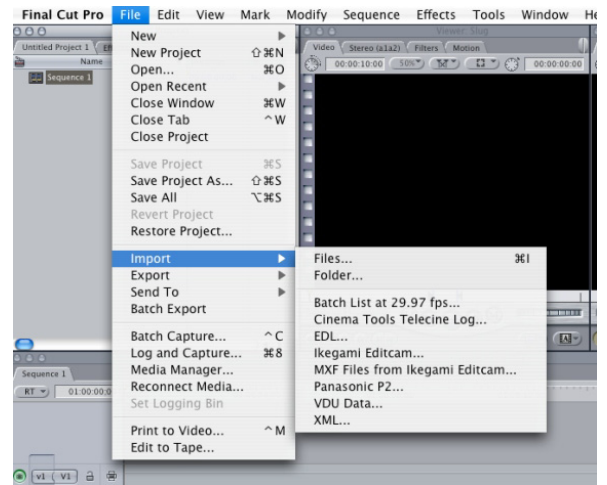 Final Cut Pro File Edit View Mark Modify Sequence Effects Tools Window
Untitled Project 1
Name
Sequence 1
New
New Project ⇧⌘N
Open... ⌘O
Open Recent
Close Window ⌘W
Close Tab ^W
Close Project
Save Project ⌘S
Save Project As... ⇧⌘S
Save All ⌥⌘S
Revert Project
Restore Project...
Import
Export
Send To
Batch Export
Batch Capture... ^C
Log and Capture... ⌘8
Media Manager...
Reconnect Media...
Set Logging Bin
Print to Video... ^M
Edit to Tape...
Viewer: Slug
Video Stereo (a1a2) Filters Motion
00:00:10:00 50% 00:00:00:00
Files... ⌘I
Folder...
Batch List at 29.97 fps...
Cinema Tools Telecine Log...
EDL...
Ikegami Editcam...
MXF Files from Ikegami Editcam...
Panasonic P2...
VDU Data...
XML...
A
Sequence 1
RT 01:00:00:0
v1 V1